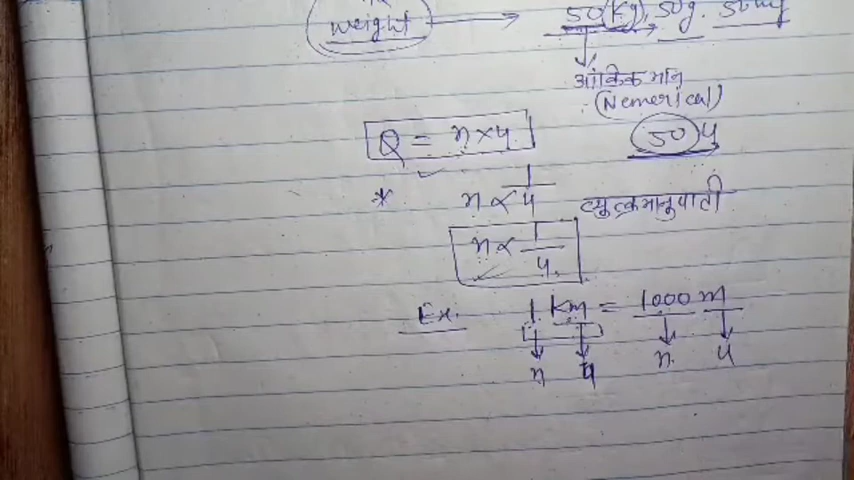 weight → 50(Kg), 50g. 50mg
आंकिक मान
(Nemerical)
Q = n×u
50 u
* n ∝ 1/u
व्युत्क्रमानुपाती
n ∝ 1/u.
Ex. 1 Km = 1000 m
n u n. u